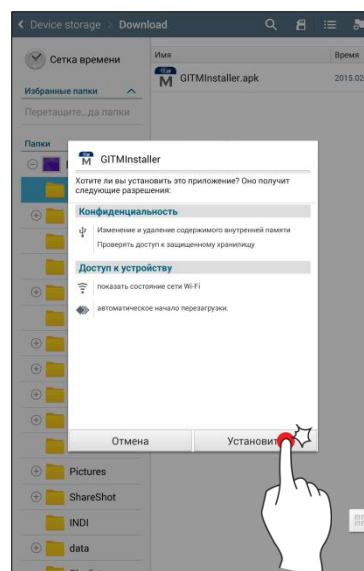 Device storage > Download
Сетка времени
Имя
Время
GITMInstaller.apk
2015.02
Избранные папки
Перетащите...да папки
Папки
GITMInstaller
Хотите ли вы установить это приложение? Оно получит
следующие разрешения:
Конфиденциальность
Изменение и удаление содержимого внутренней памяти
Проверять доступ к защищенному хранилищу
Доступ к устройству
показать состояние сети Wi-Fi
автоматическое начало перезагрузки.
Отмена
Установит
Pictures
ShareShot
INDI
data